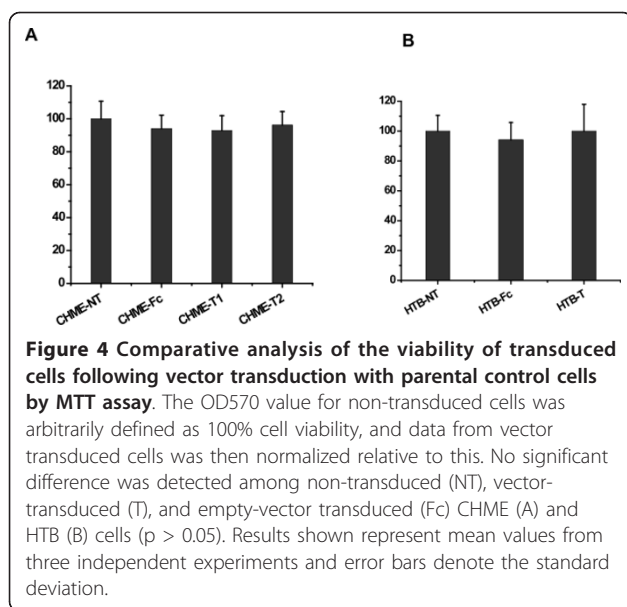 A
120
100
80
60
40
20
0
CHME-NT
CHME-Fc
CHME-T1
CHME-T2
B
120
100
80
60
40
20
0
HTB-NT
HTB-Fc
HTB-T
Figure 4 Comparative analysis of the viability of transduced
cells following vector transduction with parental control cells
by MTT assay. The OD570 value for non-transduced cells was
arbitrarily defined as 100% cell viability, and data from vector
transduced cells was then normalized relative to this. No significant
difference was detected among non-transduced (NT), vector-
transduced (T), and empty-vector transduced (Fc) CHME (A) and
HTB (B) cells (p > 0.05). Results shown represent mean values from
three independent experiments and error bars denote the standard
deviation.